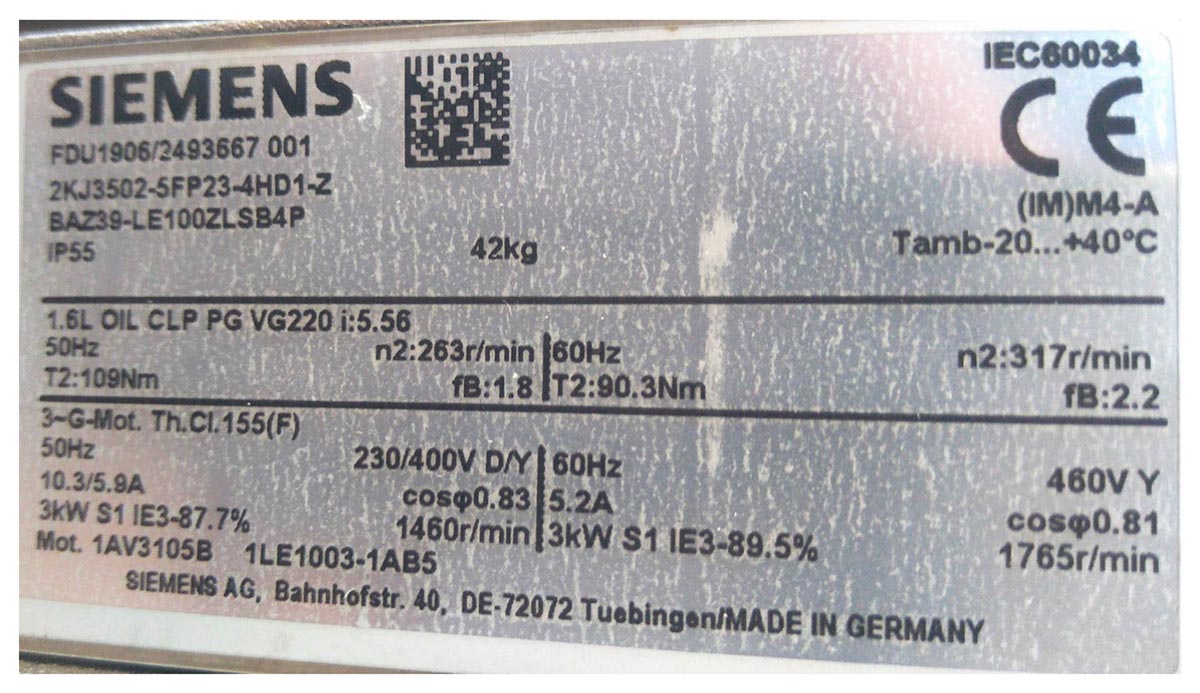 SIEMENS
IEC60034
CE
FDU1906/2493667 001
2KJ3502-5FP23-4HD1-Z
BAZ39-LE100ZLSB4P
(IM)M4-A
IP55 42kg Tamb-20...+40°C
1.6L OIL CLP PG VG220 i:5.56
50Hz n2:263r/min 60Hz n2:317r/min
T2:109Nm fB:1.8 T2:90.3Nm fB:2.2
3~G-Mot. Th.Cl.155(F)
50Hz 230/400V D/Y 60Hz 460V Y
10.3/5.9A cosφ0.83 5.2A cosφ0.81
3kW S1 IE3-87.7% 1460r/min 3kW S1 IE3-89.5% 1765r/min
Mot. 1AV3105B 1LE1003-1AB5
SIEMENS AG, Bahnhofstr. 40, DE-72072 Tuebingen/MADE IN GERMANY